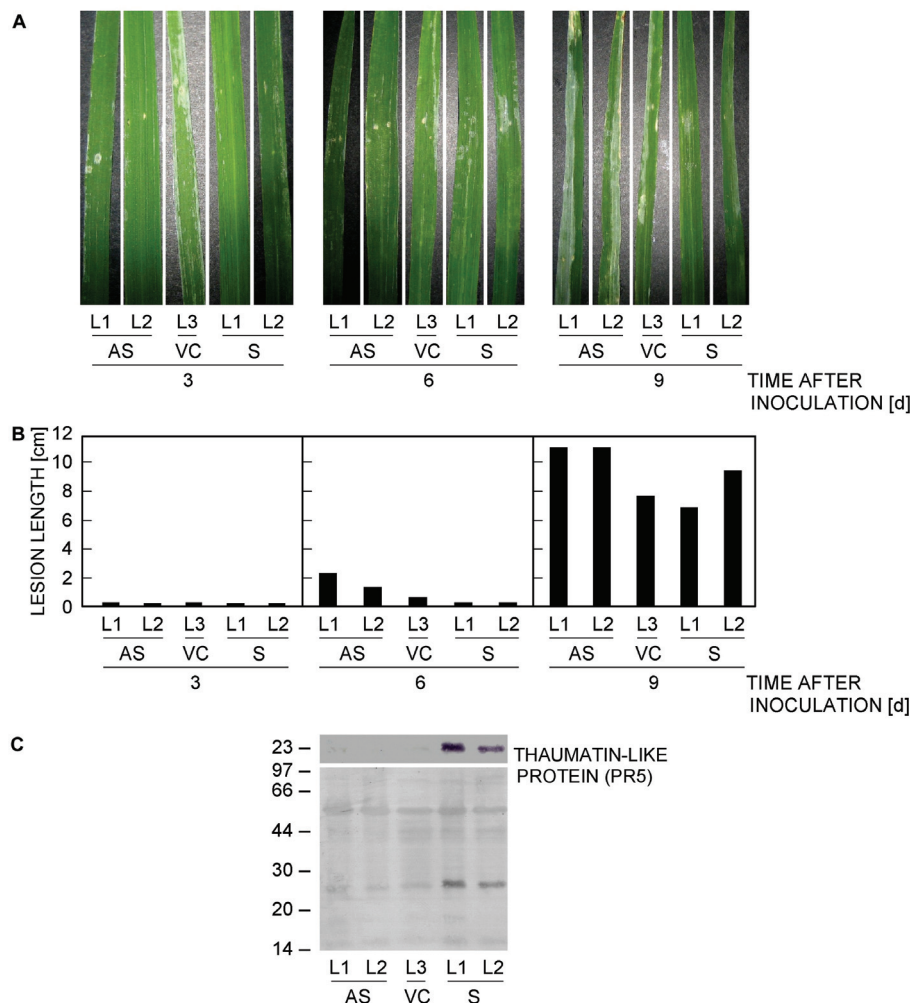 A
L1 L2 L3 L1 L2 L1 L2 L3 L1 L2 L1 L2 L3 L1 L2
AS VC S AS VC S AS VC S
3 6 9 TIME AFTER
INOCULATION [d]
B
LESION LENGTH [cm]
12
10
8
6
4
2
0
L1 L2 L3 L1 L2 L1 L2 L3 L1 L2 L1 L2 L3 L1 L2
AS VC S AS VC S AS VC S
3 6 9 TIME AFTER
INOCULATION [d]
C
23 THAUMATIN-LIKE
PROTEIN (PR5)
97
66
44
30
20
14
L1 L2 L3 L1 L2
AS VC S